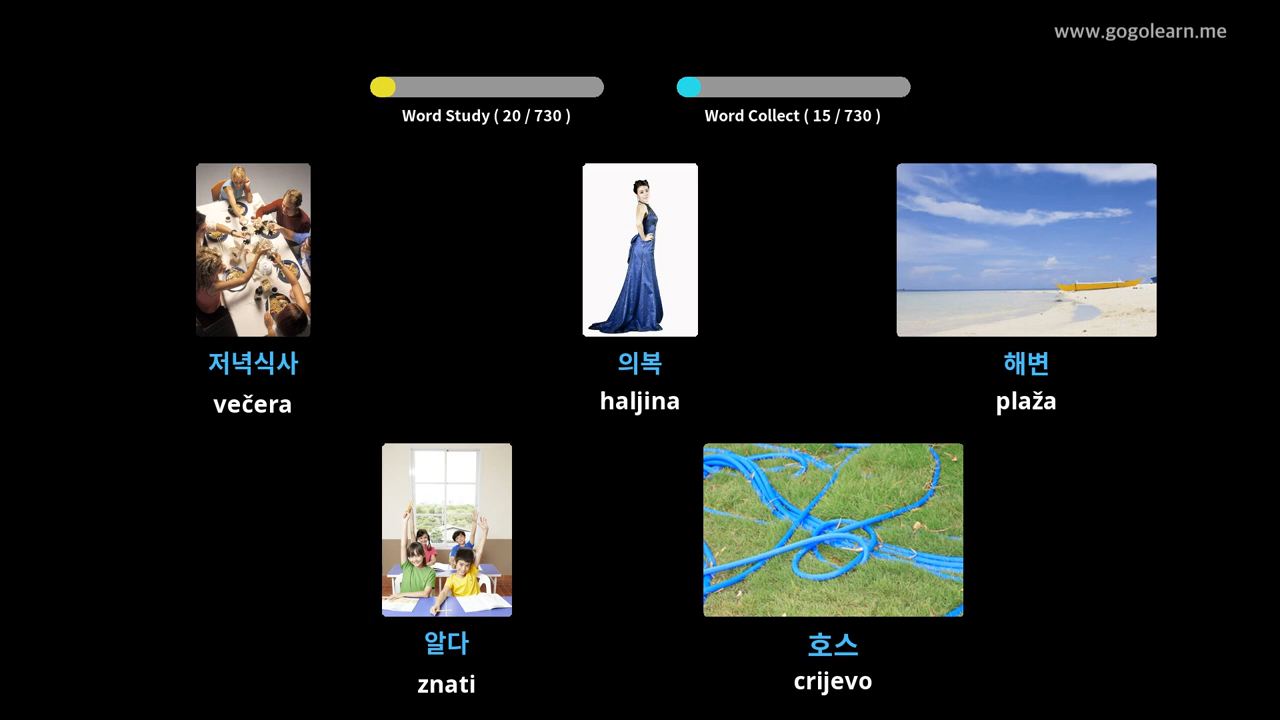 www.gogolearn.me
Word Study ( 20 / 730 )
Word Collect ( 15 / 730 )
저녁식사
večera
의복
haljina
해변
plaža
알다
znati
호스
crijevo